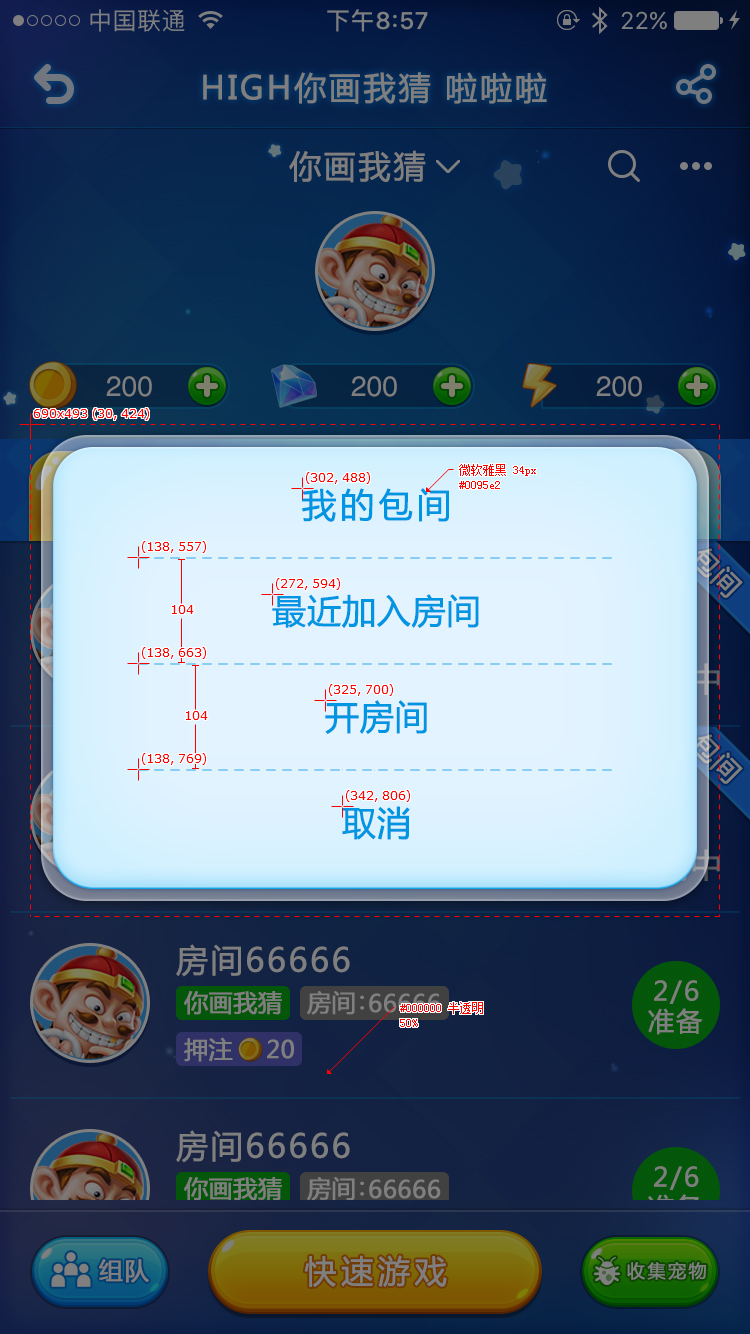 中国联通
下午8:57
22%
HIGH你画我猜 啦啦啦
你画我猜
200
200
200
690x493 (30, 424)
(302, 488)
微软雅黑 34px
#0095e2
我的包间
(138, 557)
(272, 594)
104
最近加入房间
包间
(138, 663)
中
(325, 700)
104
开房间
包间
(138, 769)
(342, 806)
取消
中
房间66666
你画我猜
房间:66666
#000000 半透明
50%
押注 20
2/6
准备
房间66666
你画我猜
房间:66666
2/6
准备
组队
快速游戏
收集宠物